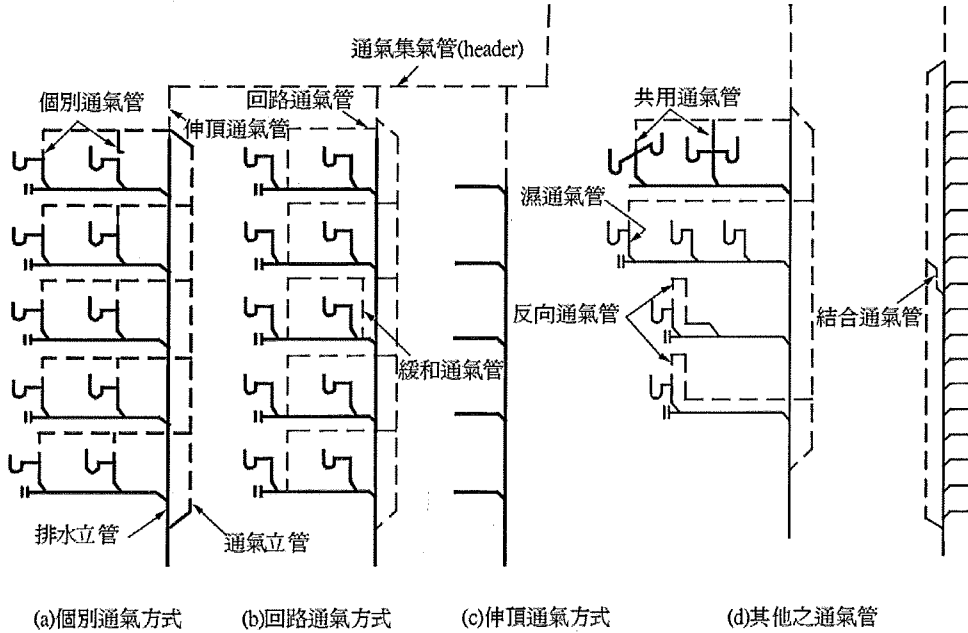 通氣集氣管(header)
個別通氣管
回路通氣管
共用通氣管
伸頂通氣管
濕通氣管
反向通氣管
結合通氣管
緩和通氣管
排水立管
通氣立管
(a)個別通氣方式
(b)回路通氣方式
(c)伸頂通氣方式
(d)其他之通氣管